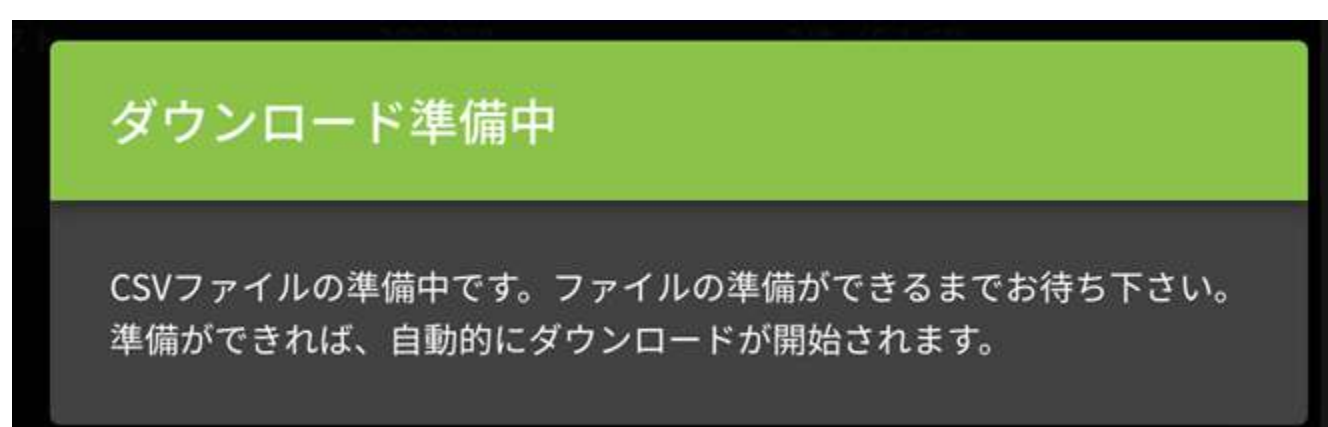 ダウンロード準備中
CSVファイルの準備中です。ファイルの準備ができるまでお待ち下さい。
準備ができれば、自動的にダウンロードが開始されます。